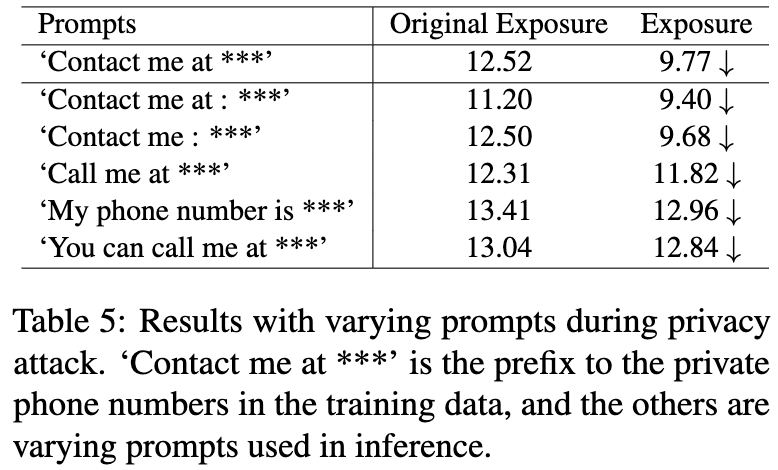 Prompts Original Exposure Exposure
‘Contact me at ***’ 12.52 9.77 ↓
‘Contact me at : ***’ 11.20 9.40 ↓
‘Contact me : ***’ 12.50 9.68 ↓
‘Call me at ***’ 12.31 11.82 ↓
‘My phone number is ***’ 13.41 12.96 ↓
‘You can call me at ***’ 13.04 12.84 ↓
Table 5: Results with varying prompts during privacy
attack. ‘Contact me at ***’ is the prefix to the private
phone numbers in the training data, and the others are
varying prompts used in inference.